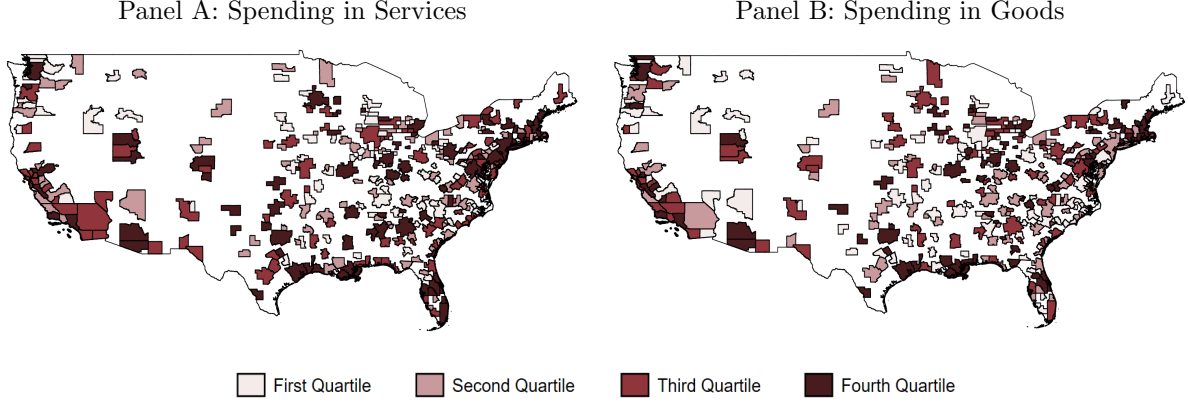 Panel A: Spending in Services
Panel B: Spending in Goods
First Quartile
Second Quartile
Third Quartile
Fourth Quartile